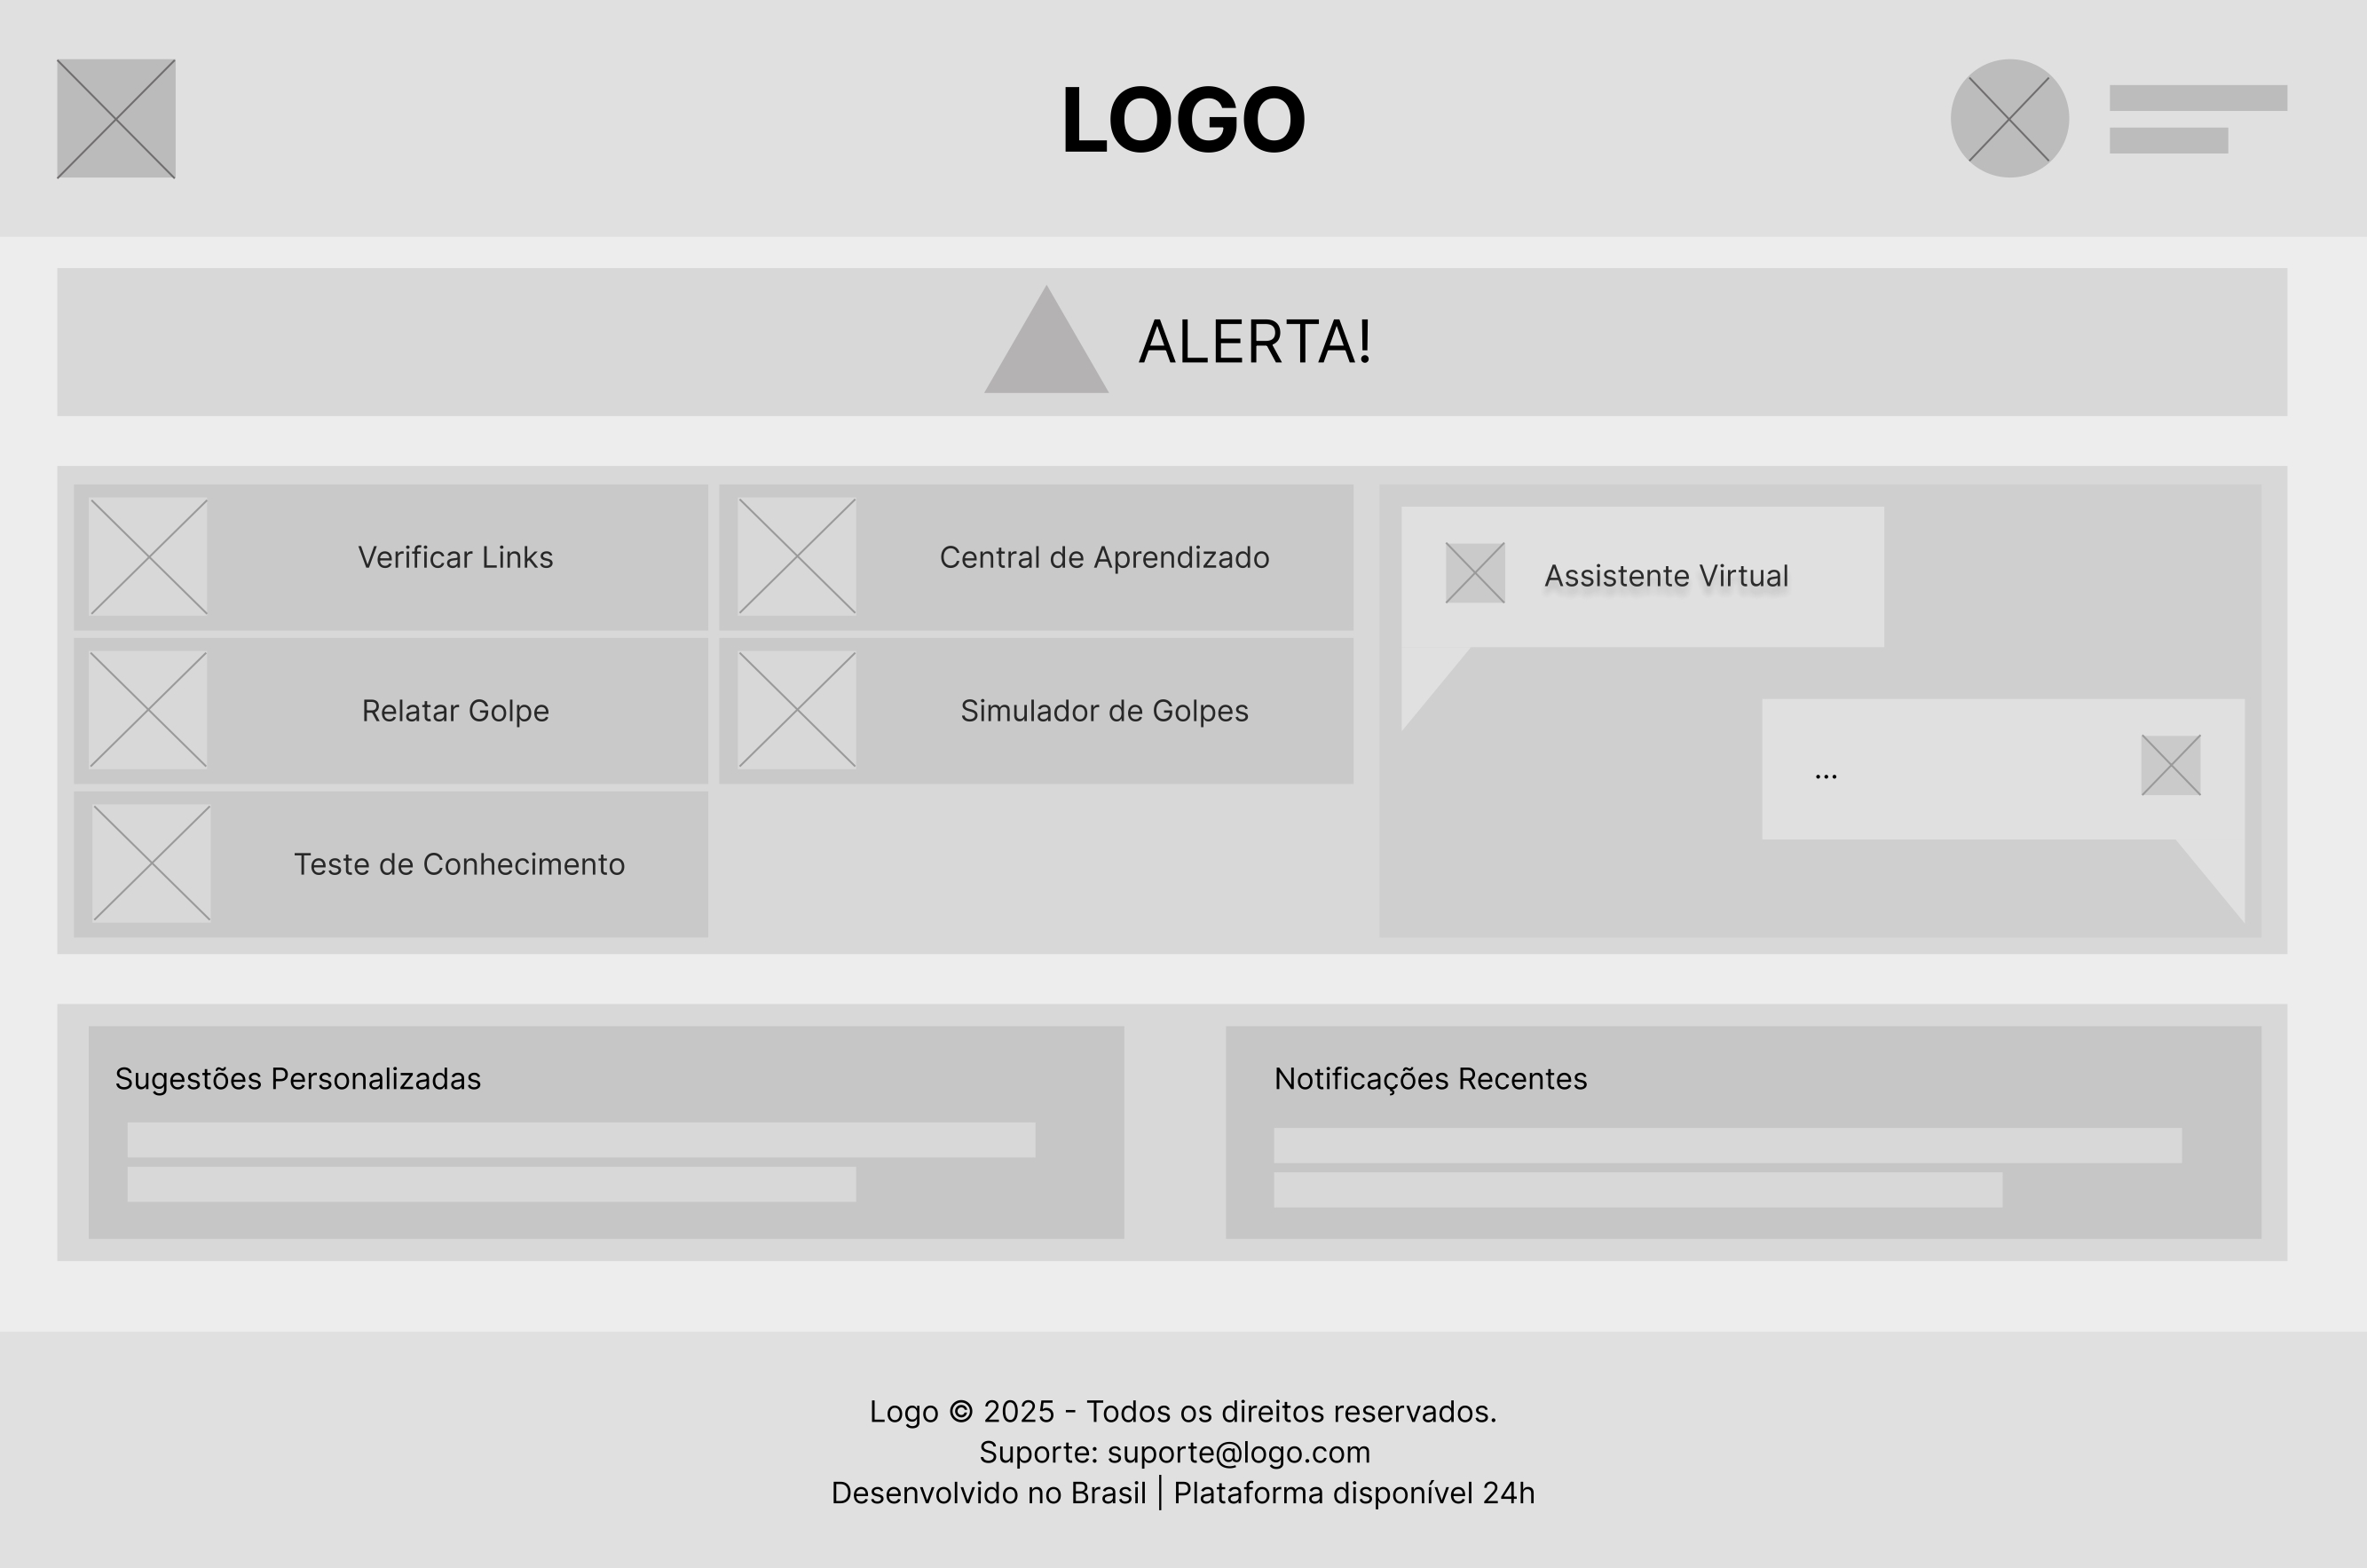 LOGO
ALERTA!
Verificar Links
Central de Aprendizado
Relatar Golpe
Simulador de Golpes
Teste de Conhecimento
Assistente Virtual
...
Sugestões Personalizadas
Notificações Recentes
Logo © 2025 - Todos os direitos reservados.
Suporte: suporte@logo.com
Desenvolvido no Brasil | Plataforma disponível 24h